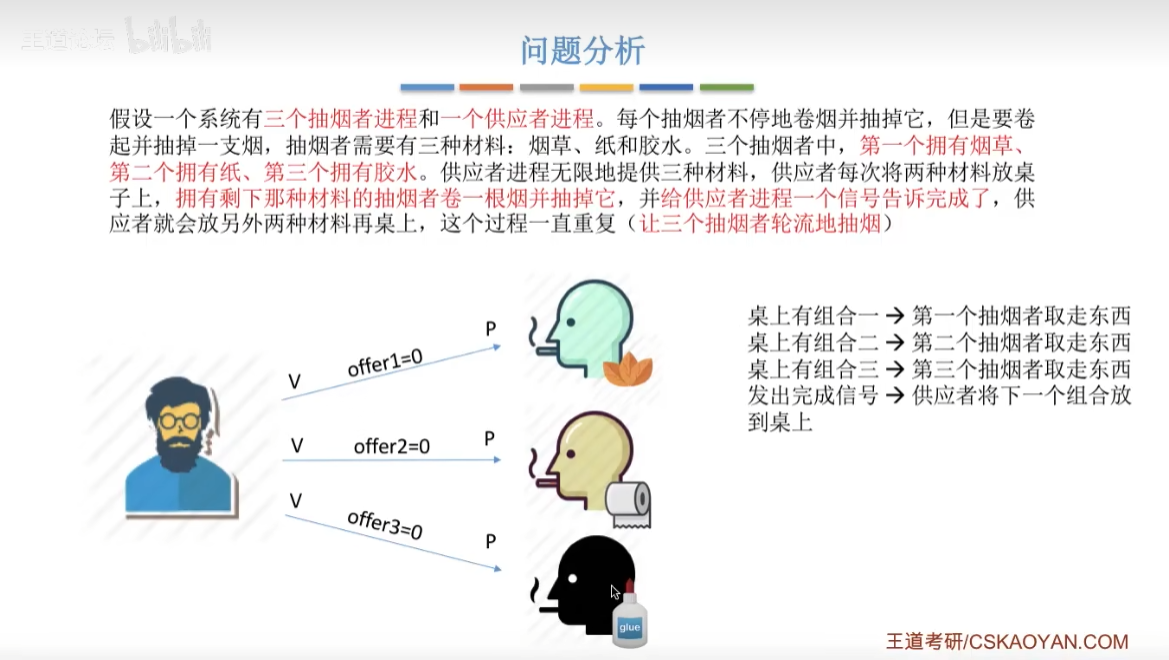 王道论坛 bilibili
问题分析
假设一个系统有三个抽烟者进程和一个供应者进程。每个抽烟者不停地卷烟并抽掉它，但是要卷
起并抽掉一支烟，抽烟者需要有三种材料：烟草、纸和胶水。三个抽烟者中，第一个拥有烟草、
第二个拥有纸、第三个拥有胶水。供应者进程无限地提供三种材料，供应者每次将两种材料放桌
子上，拥有剩下那种材料的抽烟者卷一根烟并抽掉它，并给供应者进程一个信号告诉完成了，供
应者就会放另外两种材料再桌上，这个过程一直重复（让三个抽烟者轮流地抽烟）
V
offer1=0
P
V
offer2=0
P
V
offer3=0
P
glue
桌上有组合一 → 第一个抽烟者取走东西
桌上有组合二 → 第二个抽烟者取走东西
桌上有组合三 → 第三个抽烟者取走东西
发出完成信号 → 供应者将下一个组合放
到桌上
王道考研/CSKAOYAN.COM